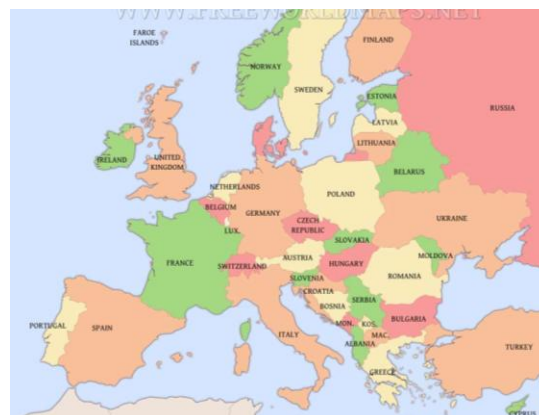 WWW.FREEWORLDMAPS.NET
FAROE
ISLANDS
FINLAND
NORWAY
SWEDEN
ESTONIA
RUSSIA
LATVIA
LITHUANIA
IRELAND
UNITED
KINGDOM
BELARUS
NETHERLANDS
POLAND
BELGIUM
GERMANY
LUX.
CZECH
REPUBLIC
UKRAINE
SLOVAKIA
FRANCE
SWITZERLAND
AUSTRIA
HUNGARY
MOLDOVA
SLOVENIA
ROMANIA
CROATIA
BOSNIA
SERBIA
PORTUGAL
SPAIN
ITALY
MON.
KOS.
BULGARIA
MAC.
ALBANIA
TURKEY
GREECE
CYPRUS